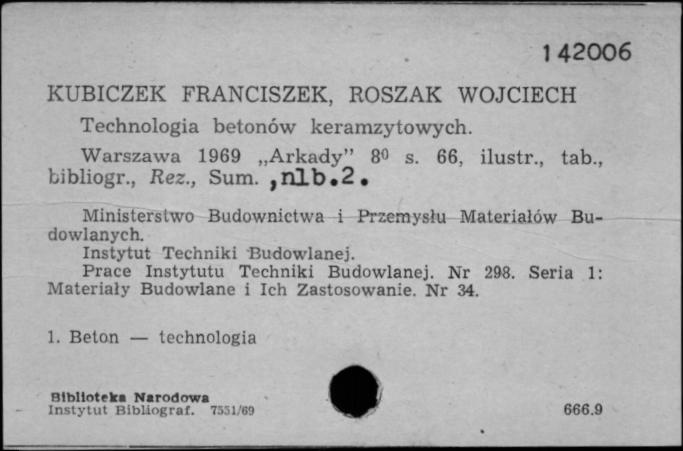 142006
KUBICZEK FRANCISZEK, ROSZAK WOJCIECH
Technologia betonów keramzytowych.
Warszawa 1969 „Arkady” 8⁰ s. 66, ilustr., tab.,
bibliogr., Rez., Sum. ,nlb.2.
Ministerstwo Budownictwa i Przemysłu Materiałów Bu-
dowlanych.
Instytut Techniki Budowlanej.
Prace Instytutu Techniki Budowlanej. Nr 298. Seria 1:
Materiały Budowlane i Ich Zastosowanie. Nr 34.
1. Beton — technologia
Biblioteka Narodowa
Instytut Bibliograf. 7551/69
666.9